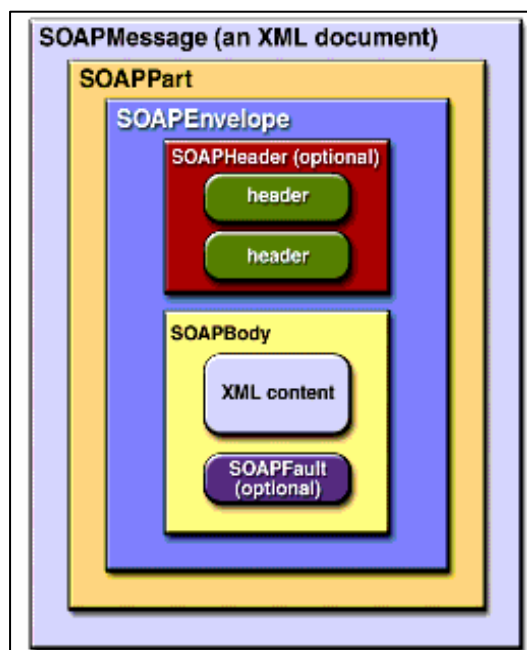 SOAPMessage (an XML document)
SOAPPart
SOAPEnvelope
SOAPHeader (optional)
header
header
SOAPBody
XML content
SOAPFault
(optional)